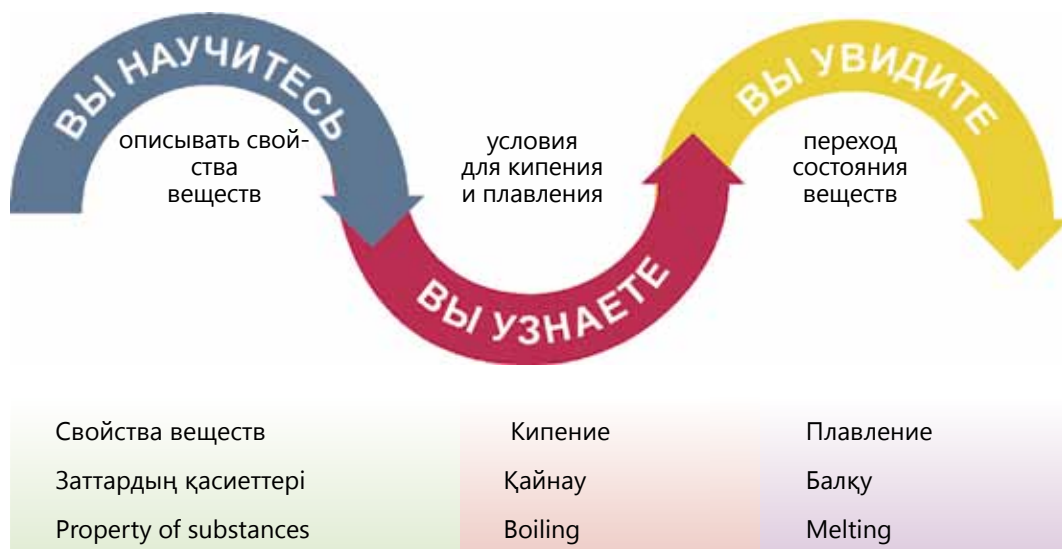 ВЫ НАУЧИТЕСЬ
описывать свой-
ства
веществ
ВЫ УЗНАЕТЕ
условия
для кипения
и плавления
ВЫ УВИДИТЕ
переход
состояния
веществ
Свойства веществ
Кипение
Плавление
Заттардың қасиеттері
Қайнау
Балқу
Property of substances
Boiling
Melting